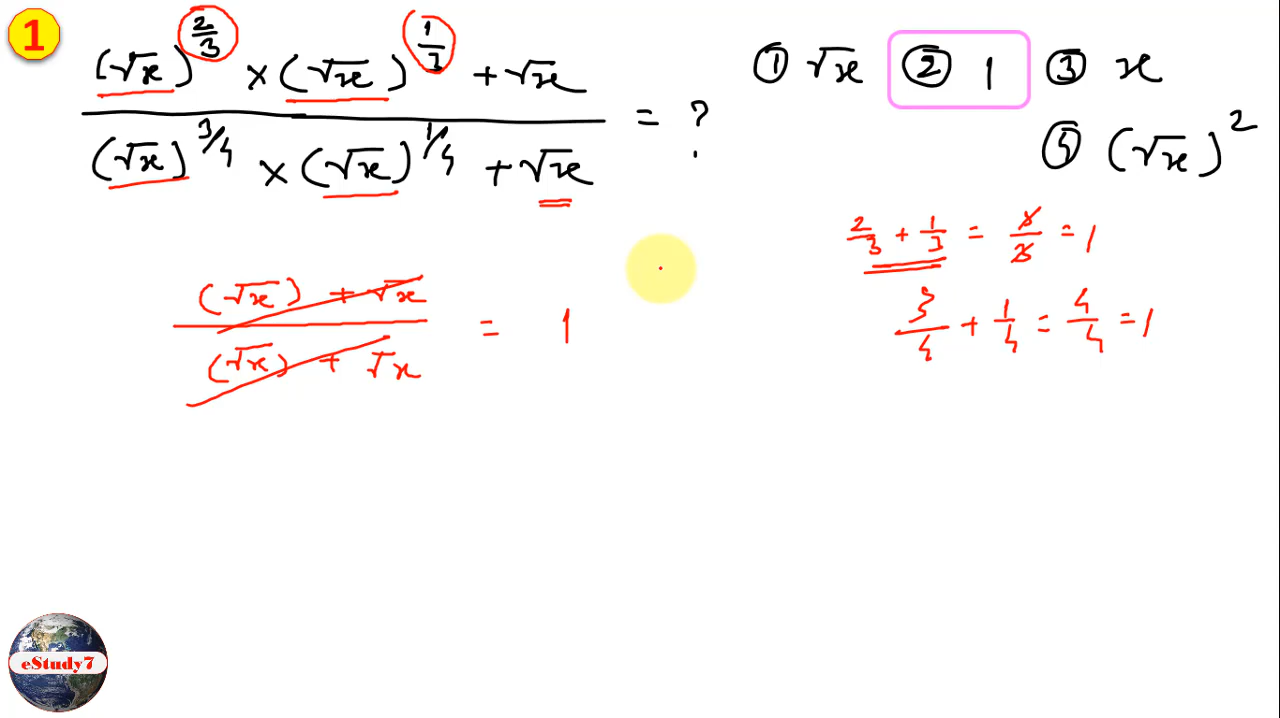 1
(√x)^{2/3} × (√x)^{1/3} + √x
(√x)^{3/4} × (√x)^{1/4} + √x
= ?
① √x ② 1 ③ x
④ (√x)^2
2/3 + 1/3 = 3/3 = 1
3/4 + 1/4 = 4/4 = 1
(√x) + √x
(√x) + √x
= 1
eStudy7